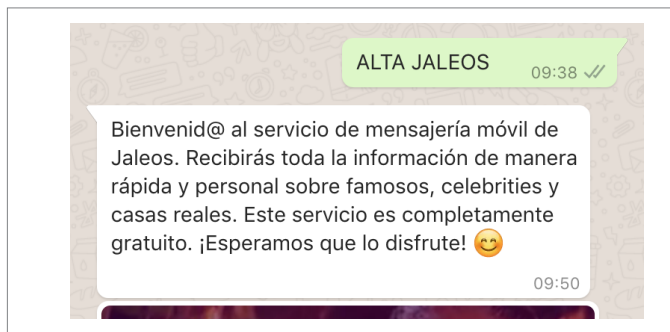 ALTA JALEOS
09:38
Bienvenid@ al servicio de mensajería móvil de
Jaleos. Recibirás toda la información de manera
rápida y personal sobre famosos, celebrities y
casas reales. Este servicio es completamente
gratuito. ¡Esperamos que lo disfrute! 😊
09:50